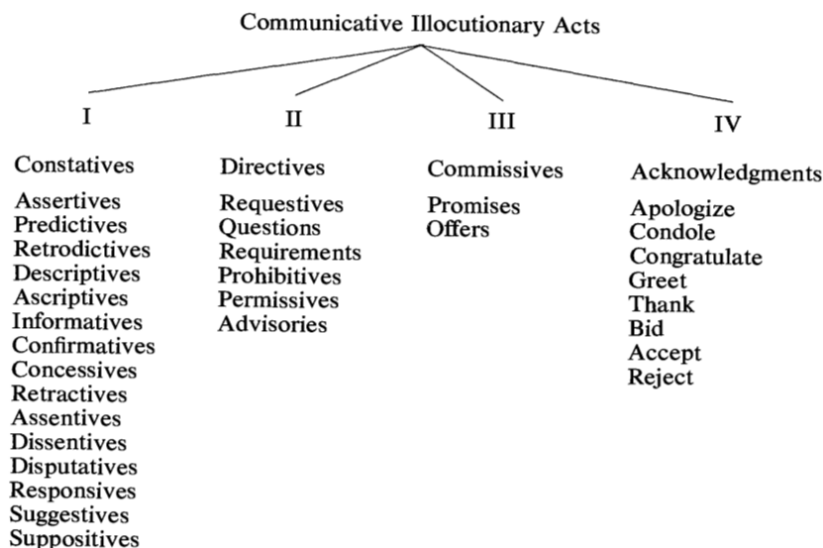 Communicative Illocutionary Acts
I
Constatives
Assertives
Predictives
Retrodictives
Descriptives
Ascriptives
Informatives
Confirmatives
Concessives
Retractives
Assentives
Dissentives
Disputatives
Responsives
Suggestives
Suppositives
II
Directives
Requestives
Questions
Requirements
Prohibitives
Permissives
Advisories
III
Commissives
Promises
Offers
IV
Acknowledgments
Apologize
Condole
Congratulate
Greet
Thank
Bid
Accept
Reject